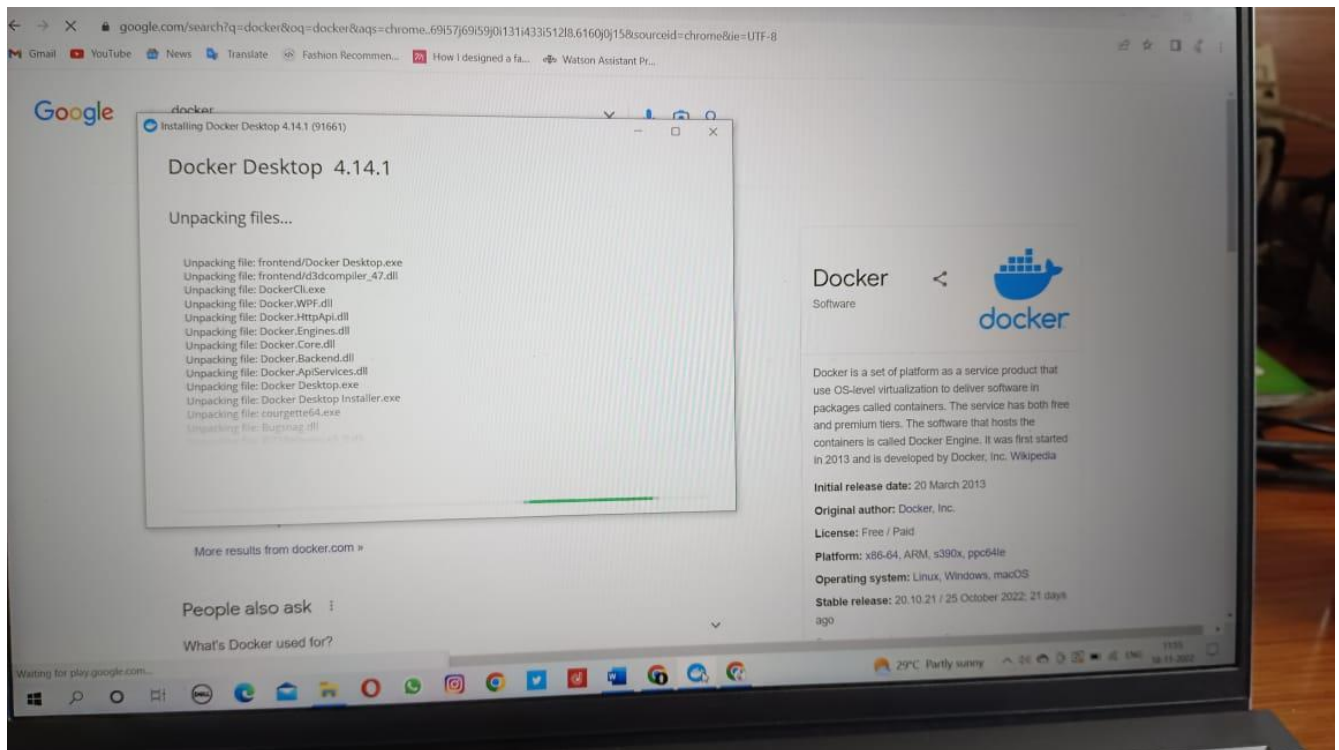 google.com/search?q=docker&oq=docker&aqs=chrome..69i57j69i59j0i131i433i512l8.6160j0j15&sourceid=chrome&ie=UTF-8
Gmail YouTube News Translate Fashion Recommen... How I designed a fa... Watson Assistant Pr...
Google
docker
Installing Docker Desktop 4.14.1 (91661)
Docker Desktop 4.14.1
Unpacking files...
Unpacking file: frontend/Docker Desktop.exe
Unpacking file: frontend/d3dcompiler_47.dll
Unpacking file: DockerCli.exe
Unpacking file: Docker.WPF.dll
Unpacking file: Docker.HttpApi.dll
Unpacking file: Docker.Engines.dll
Unpacking file: Docker.Core.dll
Unpacking file: Docker.Backend.dll
Unpacking file: Docker.ApiServices.dll
Unpacking file: Docker Desktop.exe
Unpacking file: Docker Desktop Installer.exe
Unpacking file: courgette64.exe
Unpacking file: Bugsnag.dll
More results from docker.com »
People also ask
What's Docker used for?
Docker
Software
docker
Docker is a set of platform as a service product that
use OS-level virtualization to deliver software in
packages called containers. The service has both free
and premium tiers. The software that hosts the
containers is called Docker Engine. It was first started
in 2013 and is developed by Docker, Inc. Wikipedia
Initial release date: 20 March 2013
Original author: Docker, Inc.
License: Free / Paid
Platform: x86-64, ARM, s390x, ppc64le
Operating system: Linux, Windows, macOS
Stable release: 20.10.21 / 25 October 2022; 21 days
ago
Waiting for play.google.com...
DELL
29°C Partly sunny
ENG